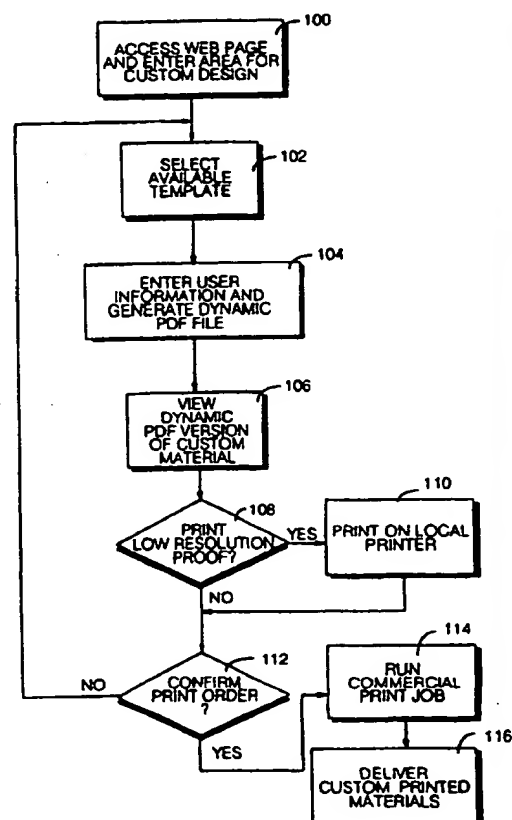 100
ACCESS WEB PAGE
AND ENTER AREA FOR
CUSTOM DESIGN
102
SELECT
AVAILABLE
TEMPLATE
104
ENTER USER
INFORMATION AND
GENERATE DYNAMIC
PDF FILE
106
VIEW
DYNAMIC
PDF VERSION
OF CUSTOM
MATERIAL
108
PRINT
LOW RESOLUTION
PROOF?
YES
110
PRINT ON LOCAL
PRINTER
NO
112
CONFIRM
PRINT ORDER
?
NO
YES
114
RUN
COMMERCIAL
PRINT JOB
116
DELIVER
CUSTOM PRINTED
MATERIALS